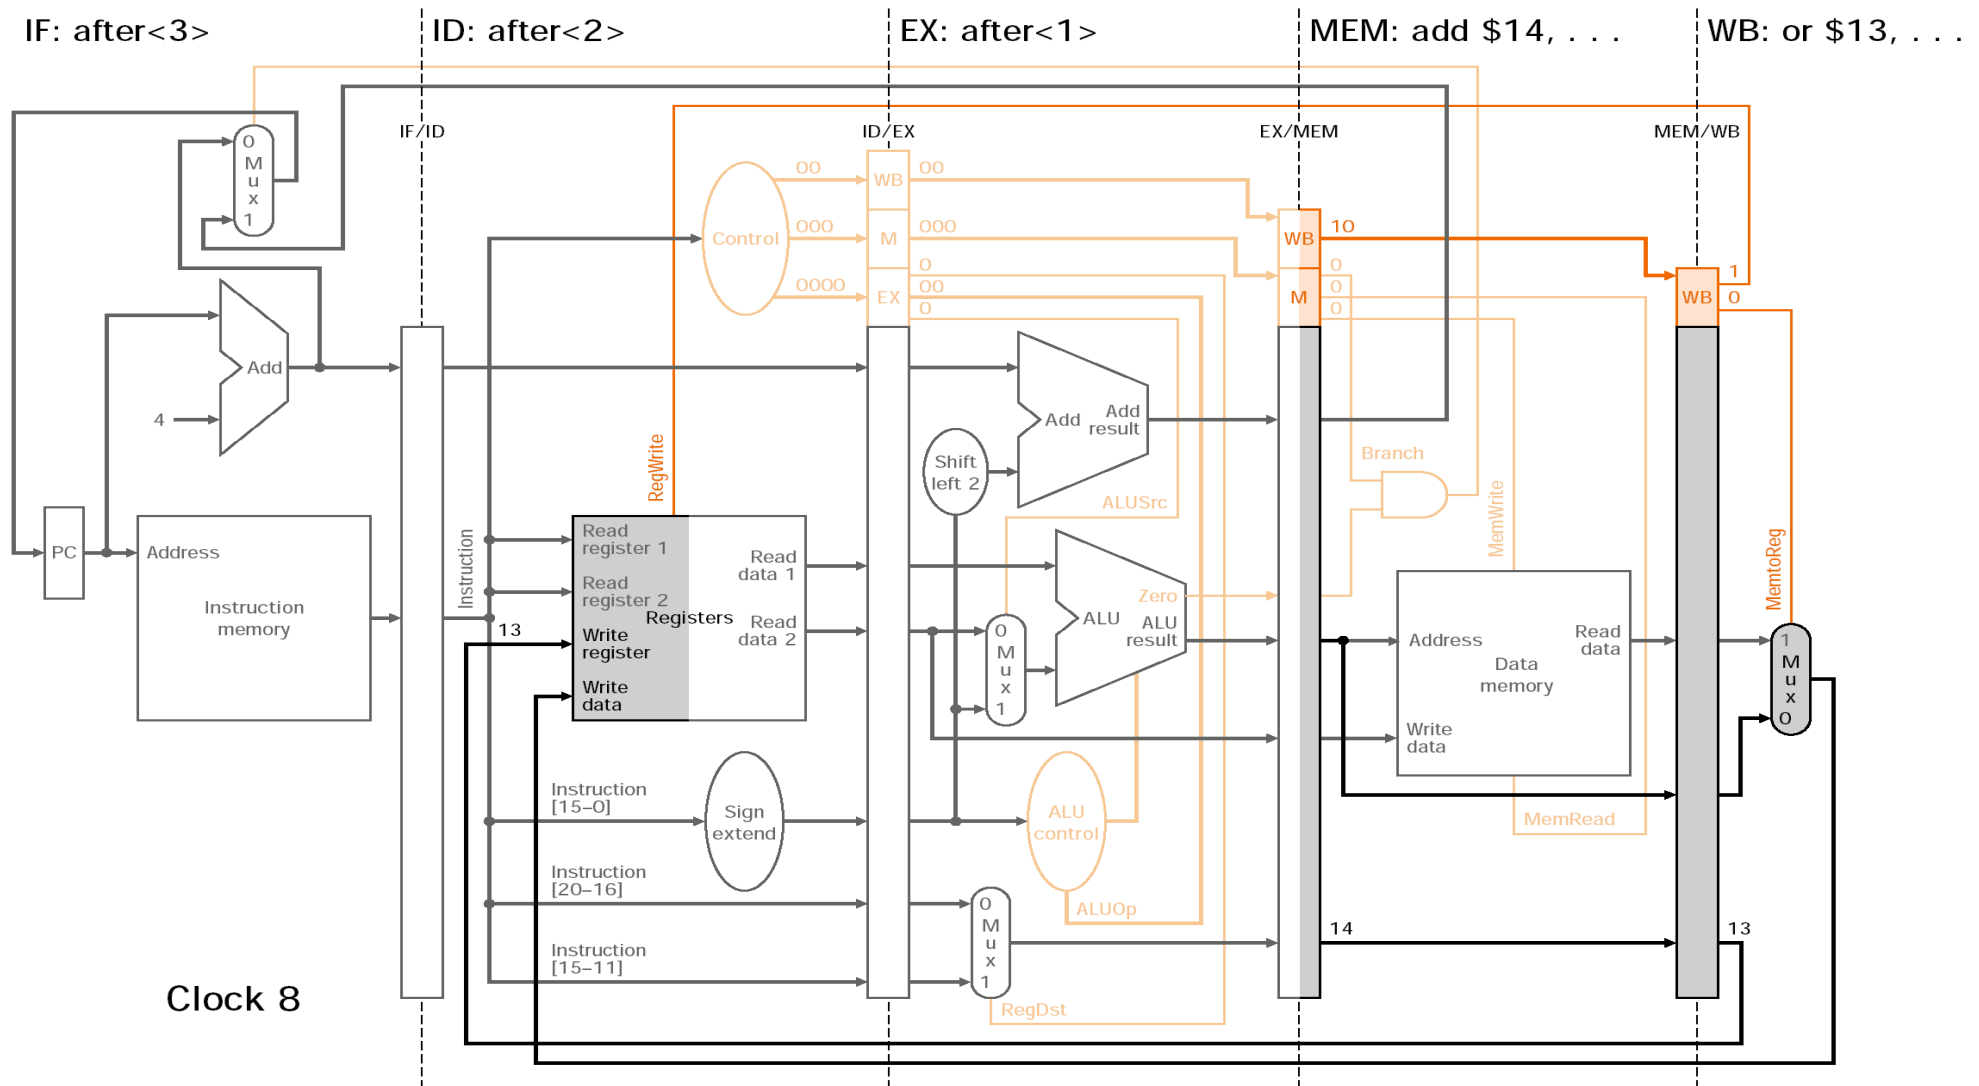 IF: after<3>
ID: after<2>
EX: after<1>
MEM: add $14, . . .
WB: or $13, . . .
IF/ID
ID/EX
EX/MEM
MEM/WB
0
M
u
x
1
Control
00
000
0000
WB
M
EX
00
000
0
00
0
WB
M
10
0
0
0
WB
1
0
Add
4
Add
Add
result
Shift
left 2
RegWrite
Branch
ALUSrc
MemWrite
MemtoReg
PC
Address
Instruction
memory
Instruction
Read
register 1
Read
register 2
Registers
Write
register
Write
data
Read
data 1
Read
data 2
13
0
M
u
x
1
ALU
Zero
ALU
result
Address
Read
data
Data
memory
Write
data
1
M
u
x
0
MemRead
Instruction
[15–0]
Sign
extend
ALU
control
Instruction
[20–16]
Instruction
[15–11]
0
M
u
x
1
ALUOp
RegDst
14
13
Clock 8